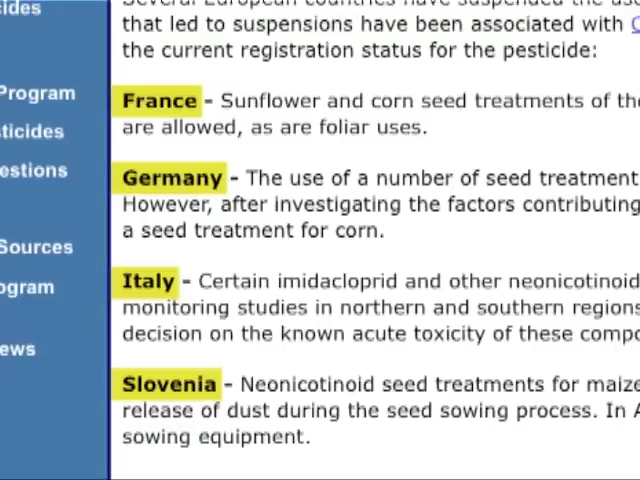 cides
Program
ticides
estions
Sources
ogram
ews
that led to suspensions have been associated with
the current registration status for the pesticide:
France - Sunflower and corn seed treatments of the
are allowed, as are foliar uses.
Germany - The use of a number of seed treatment
However, after investigating the factors contributing
a seed treatment for corn.
Italy - Certain imidacloprid and other neonicotinoid
monitoring studies in northern and southern regions
decision on the known acute toxicity of these compo
Slovenia - Neonicotinoid seed treatments for maize
release of dust during the seed sowing process. In A
sowing equipment.